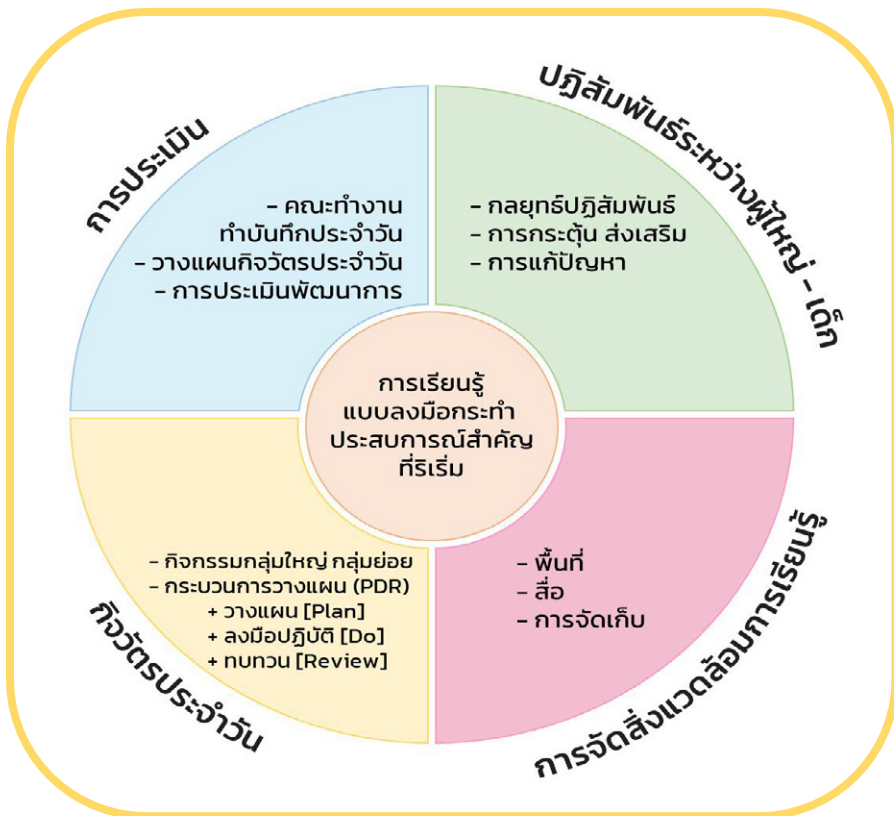 การประเมิน
- คณะทำงาน
ทำบันทึกประจำวัน
- วางแผนกิจวัตรประจำวัน
- การประเมินพัฒนาการ
ปฏิสัมพันธ์ระหว่างผู้ใหญ่ - เด็ก
- กลยุทธ์ปฏิสัมพันธ์
- การกระตุ้น ส่งเสริม
- การแก้ปัญหา
การเรียนรู้
แบบลงมือกระทำ
ประสบการณ์สำคัญ
ที่ริเริ่ม
กิจวัตรประจำวัน
- กิจกรรมกลุ่มใหญ่ กลุ่มย่อย
- กระบวนการวางแผน (PDR)
+ วางแผน [Plan]
+ ลงมือปฏิบัติ [Do]
+ ทบทวน [Review]
การจัดสิ่งแวดล้อมการเรียนรู้
- พื้นที่
- สื่อ
- การจัดเก็บ